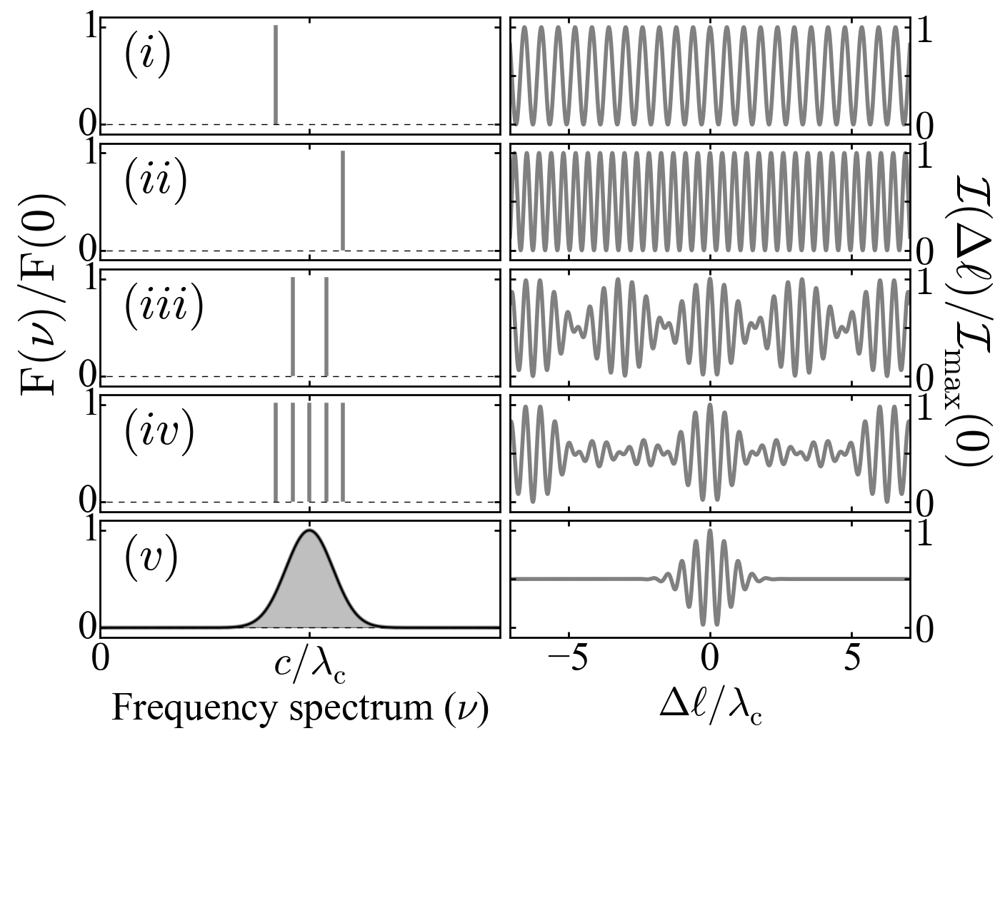 F(ν)/F(0)
1
(i)
0
1
0
1
(ii)
0
1
0
1
(iii)
0
1
0
1
(iv)
0
1
0
1
(v)
0
1
0
0
c/λc
−5
0
5
Frequency spectrum (ν)
Δℓ/λc
ℐ(Δℓ)/ℐmax(0)